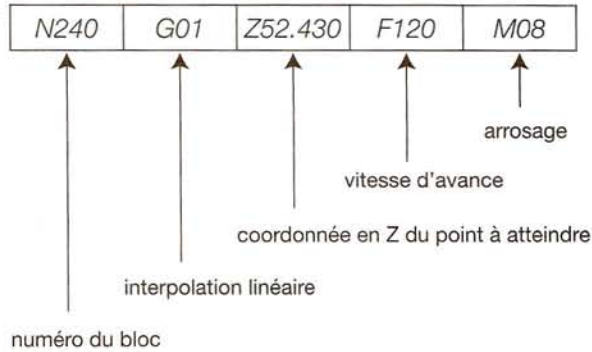 N240 G01 Z52.430 F120 M08
arrosage
vitesse d'avance
coordonnée en Z du point à atteindre
interpolation linéaire
numéro du bloc